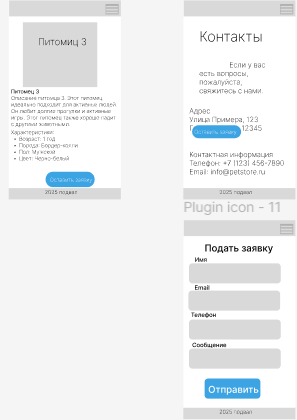 Питомиц 3
Питомец 3
Описание питомца 3. Этот питомец
идеально подходит для активных людей.
Он любит долгие прогулки и активные
игры. Этот питомец также хорошо ладит
с другими животными.
Характеристики:
Возраст: 1 год
Порода: Бордер-колли
Пол: Мужской
Цвет: Черно-белый
Оставить заявку
2025 подвал
Контакты
Если у вас
есть вопросы,
пожалуйста,
свяжитесь с нами.
Адрес
Улица Примера, 123
12345
Оставить заявку
Контактная информация
Телефон: +7 (123) 456-7890
Email: info@petstore.ru
2025 подвал
Plugin icon - 11
Подать заявку
Имя
Email
Телефон
Сообщение
Отправить
2025 подвал